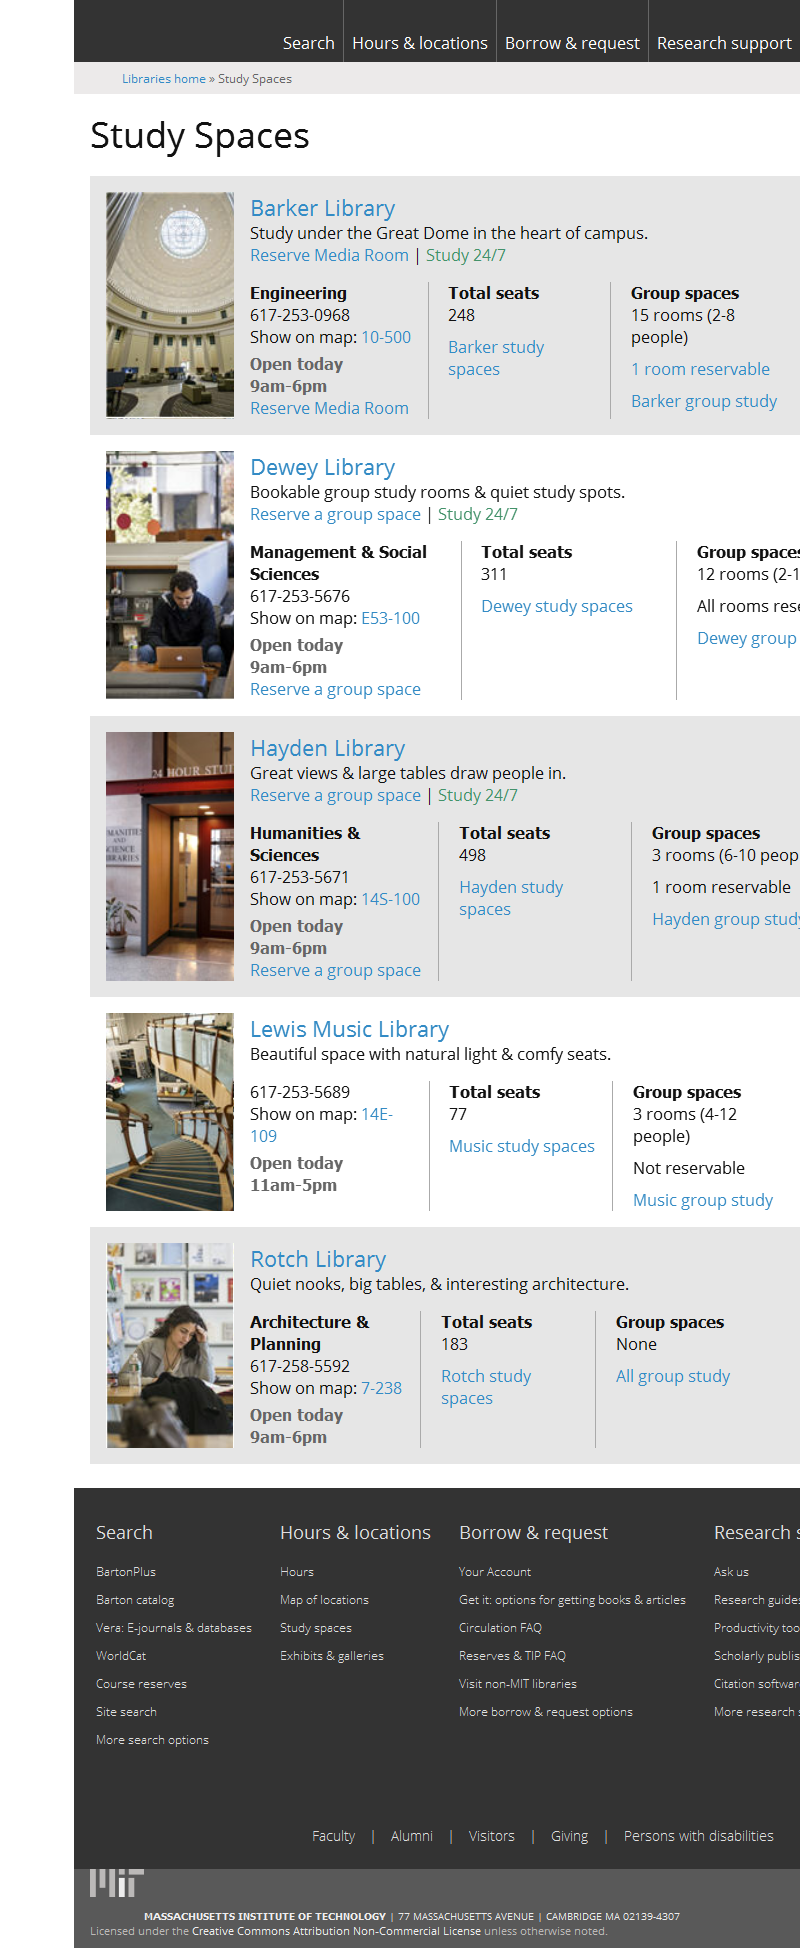 Search Hours & locations Borrow & request Research support
Libraries home » Study Spaces
Study Spaces
Barker Library
Study under the Great Dome in the heart of campus.
Reserve Media Room | Study 24/7
Engineering
617-253-0968
Show on map: 10-500
Open today
9am-6pm
Reserve Media Room
Total seats
248
Barker study
spaces
Group spaces
15 rooms (2-8
people)
1 room reservable
Barker group study
Dewey Library
Bookable group study rooms & quiet study spots.
Reserve a group space | Study 24/7
Management & Social
Sciences
617-253-5676
Show on map: E53-100
Open today
9am-6pm
Reserve a group space
Total seats
311
Dewey study spaces
Group spaces
12 rooms (2-1
All rooms res
Dewey group
24 HOUR STU
Hayden Library
Great views & large tables draw people in.
Reserve a group space | Study 24/7
Humanities &
Sciences
617-253-5671
Show on map: 14S-100
Open today
9am-6pm
Reserve a group space
Total seats
498
Hayden study
spaces
Group spaces
3 rooms (6-10 peop
1 room reservable
Hayden group study
Lewis Music Library
Beautiful space with natural light & comfy seats.
617-253-5689
Show on map: 14E-
109
Open today
11am-5pm
Total seats
77
Music study spaces
Group spaces
3 rooms (4-12
people)
Not reservable
Music group study
Rotch Library
Quiet nooks, big tables, & interesting architecture.
Architecture &
Planning
617-258-5592
Show on map: 7-238
Open today
9am-6pm
Total seats
183
Rotch study
spaces
Group spaces
None
All group study
Search
BartonPlus
Barton catalog
Vera: E-journals & databases
WorldCat
Course reserves
Site search
More search options
Hours & locations
Hours
Map of locations
Study spaces
Exhibits & galleries
Borrow & request
Your Account
Get it: options for getting books & articles
Circulation FAQ
Reserves & TIP FAQ
Visit non-MIT libraries
More borrow & request options
Research s
Ask us
Research guides
Productivity too
Scholarly publis
Citation softwar
More research s
Faculty | Alumni | Visitors | Giving | Persons with disabilities
MIT
MASSACHUSETTS INSTITUTE OF TECHNOLOGY | 77 MASSACHUSETTS AVENUE | CAMBRIDGE MA 02139-4307
Licensed under the Creative Commons Attribution Non-Commercial License unless otherwise noted.